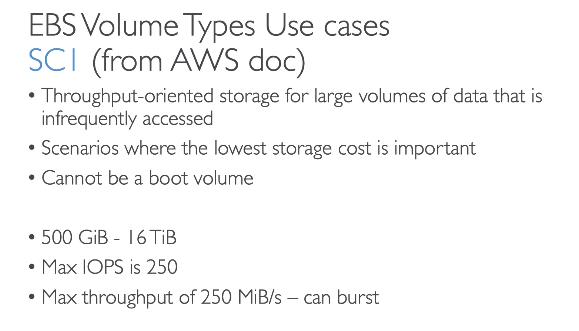 EBS Volume Types Use cases
SC1 (from AWS doc)
• Throughput-oriented storage for large volumes of data that is
infrequently accessed
• Scenarios where the lowest storage cost is important
• Cannot be a boot volume
• 500 GiB - 16 TiB
• Max IOPS is 250
• Max throughput of 250 MiB/s – can burst